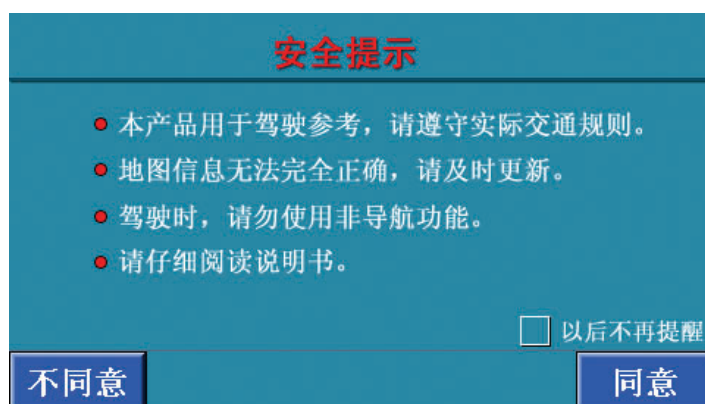 安全提示
本产品用于驾驶参考，请遵守实际交通规则。
地图信息无法完全正确，请及时更新。
驾驶时，请勿使用非导航功能。
请仔细阅读说明书。
以后不再提醒
不同意
同意